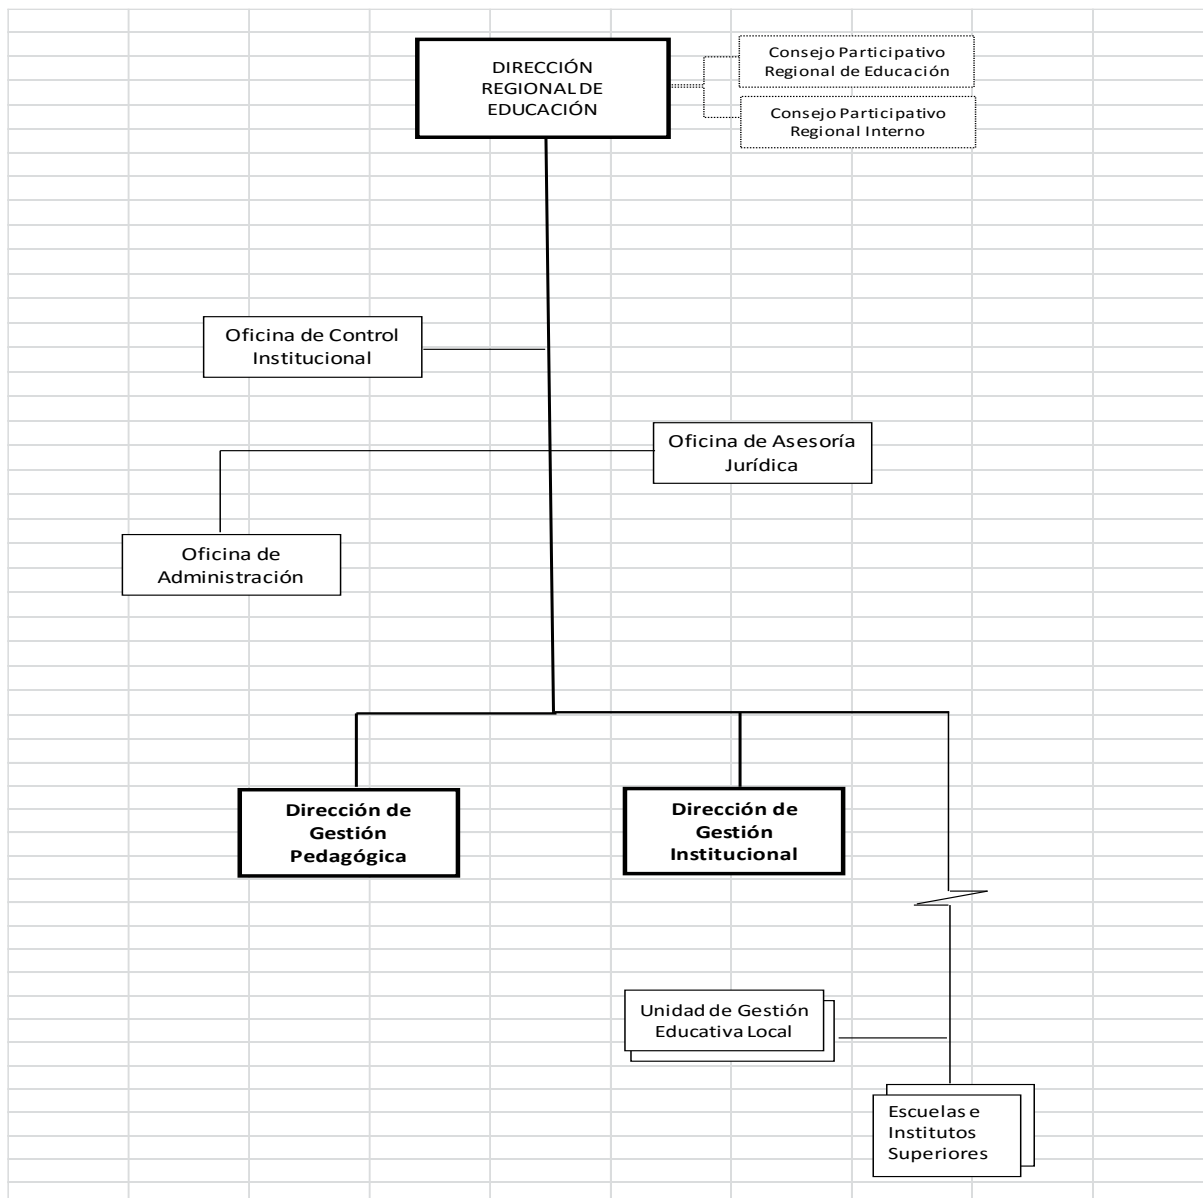 DIRECCIÓN
REGIONAL DE
EDUCACIÓN
Consejo Participativo
Regional de Educación
Consejo Participativo
Regional Interno
Oficina de Control
Institucional
Oficina de Asesoría
Jurídica
Oficina de
Administración
Dirección de
Gestión
Pedagógica
Dirección de
Gestión
Institucional
Unidad de Gestión
Educativa Local
Escuelas e
Institutos
Superiores